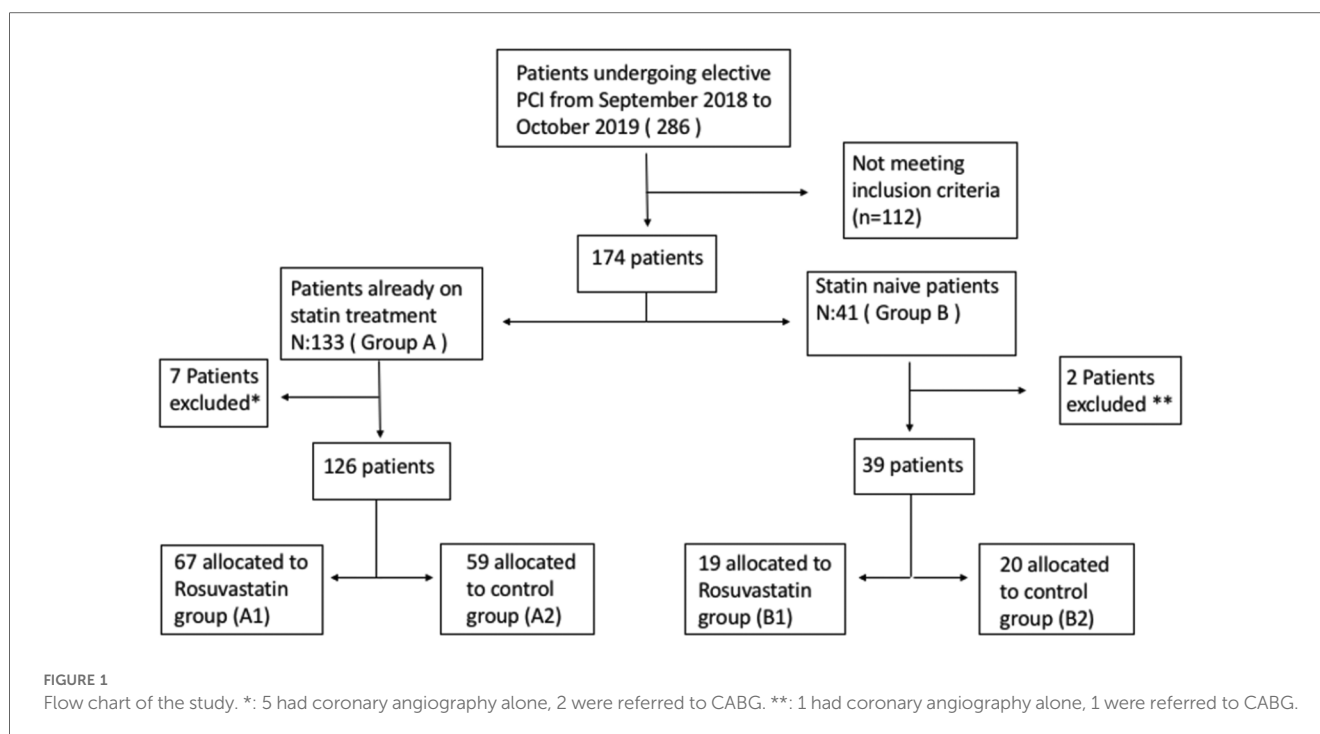 Patients undergoing elective
PCI from September 2018 to
October 2019 ( 286 )
Not meeting
inclusion criteria
(n=112)
174 patients
Patients already on
statin treatment
N:133 ( Group A )
Statin naive patients
N:41 ( Group B )
7 Patients
excluded*
2 Patients
excluded **
126 patients
39 patients
67 allocated to
Rosuvastatin
group (A1)
59 allocated
to control
group (A2)
19 allocated to
Rosuvastatin
group (B1)
20 allocated
to control
group (B2)
FIGURE 1
Flow chart of the study. *: 5 had coronary angiography alone, 2 were referred to CABG. **: 1 had coronary angiography alone, 1 were referred to CABG.